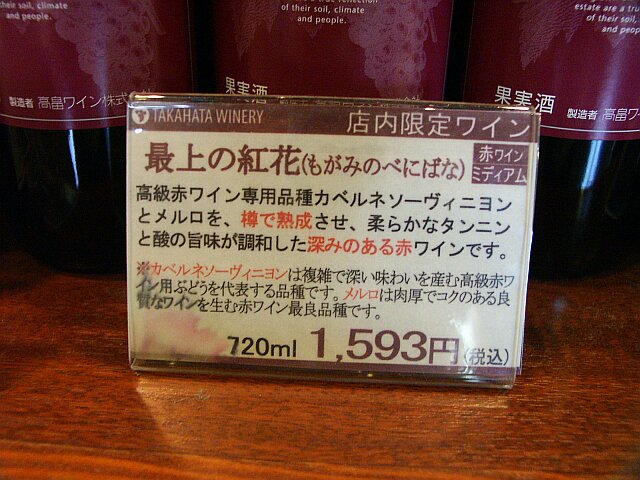 their soil, climate
and people.
製造者 高畠ワイン株式会社
of their soil, climate
and people.
果実酒
estate are a tru
of their so
and people.
果実酒
製造者 高畠ワ
TAKAHATA WINERY
店内限定ワイン
最上の紅花(もがみのべにばな)
赤ワイン
ミディアム
高級赤ワイン専用品種カベルネソーヴィニヨン
とメルロを、樽で熟成させ、柔らかなタンニン
と酸の旨味が調和した深みのある赤ワインです。
※カベルネソーヴィニヨンは複雑で深い味わいを産む高級赤ワ
イン用ぶどうを代表する品種です。メルロは肉厚でコクのある良
質なワインを生む赤ワイン最良品種です。
720ml 1,593円(税込)